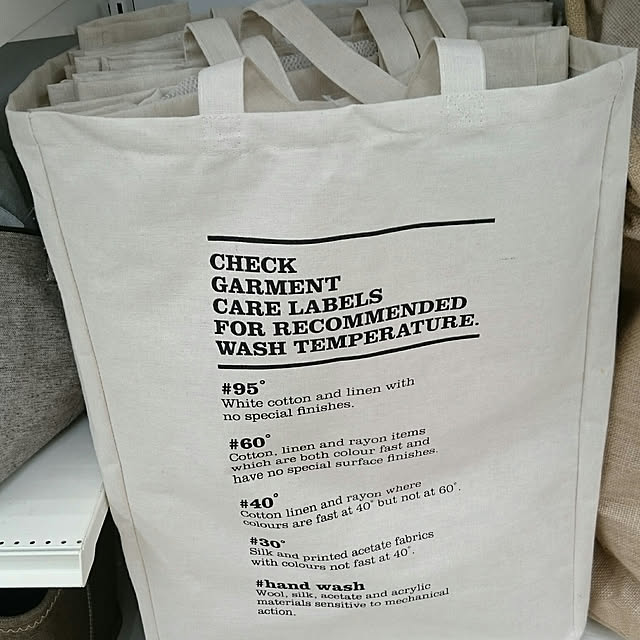 CHECK
GARMENT
CARE LABELS
FOR RECOMMENDED
WASH TEMPERATURE.
#95°
White cotton and linen with
no special finishes.
#60°
Cotton, linen and rayon items
which are both colour fast and
have no special surface finishes.
#40°
Cotton linen and rayon where
colours are fast at 40° but not at 60°.
#30°
Silk and printed acetate fabrics
with colours not fast at 40°.
#hand wash
Wool, silk, acetate and acrylic
materials sensitive to mechanical
action.